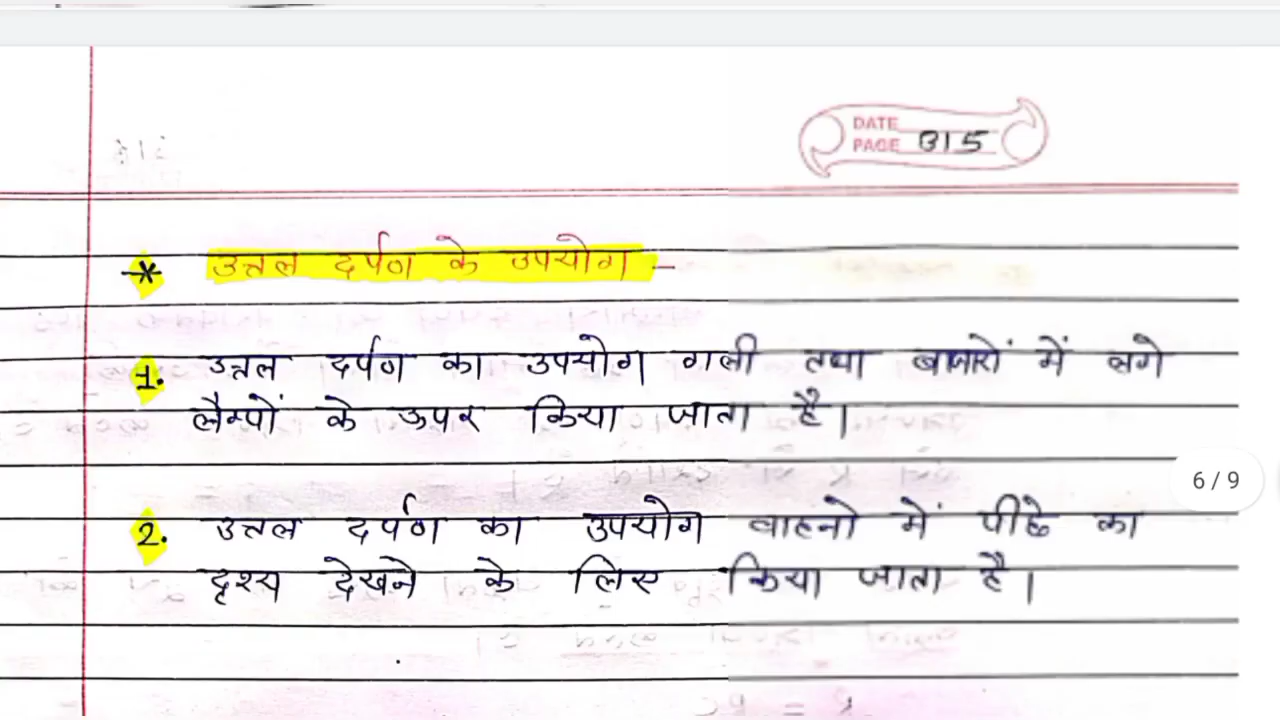 DATE
PAGE 315
* उत्तल दर्पण के उपयोग –
1. उत्तल दर्पण का उपयोग गली तथा बाजारों में लगे
लैम्पों के ऊपर किया जाता है।
6 / 9
2. उत्तल दर्पण का उपयोग वाहनो में पीछे का
दृश्य देखने के लिए किया जाता है।